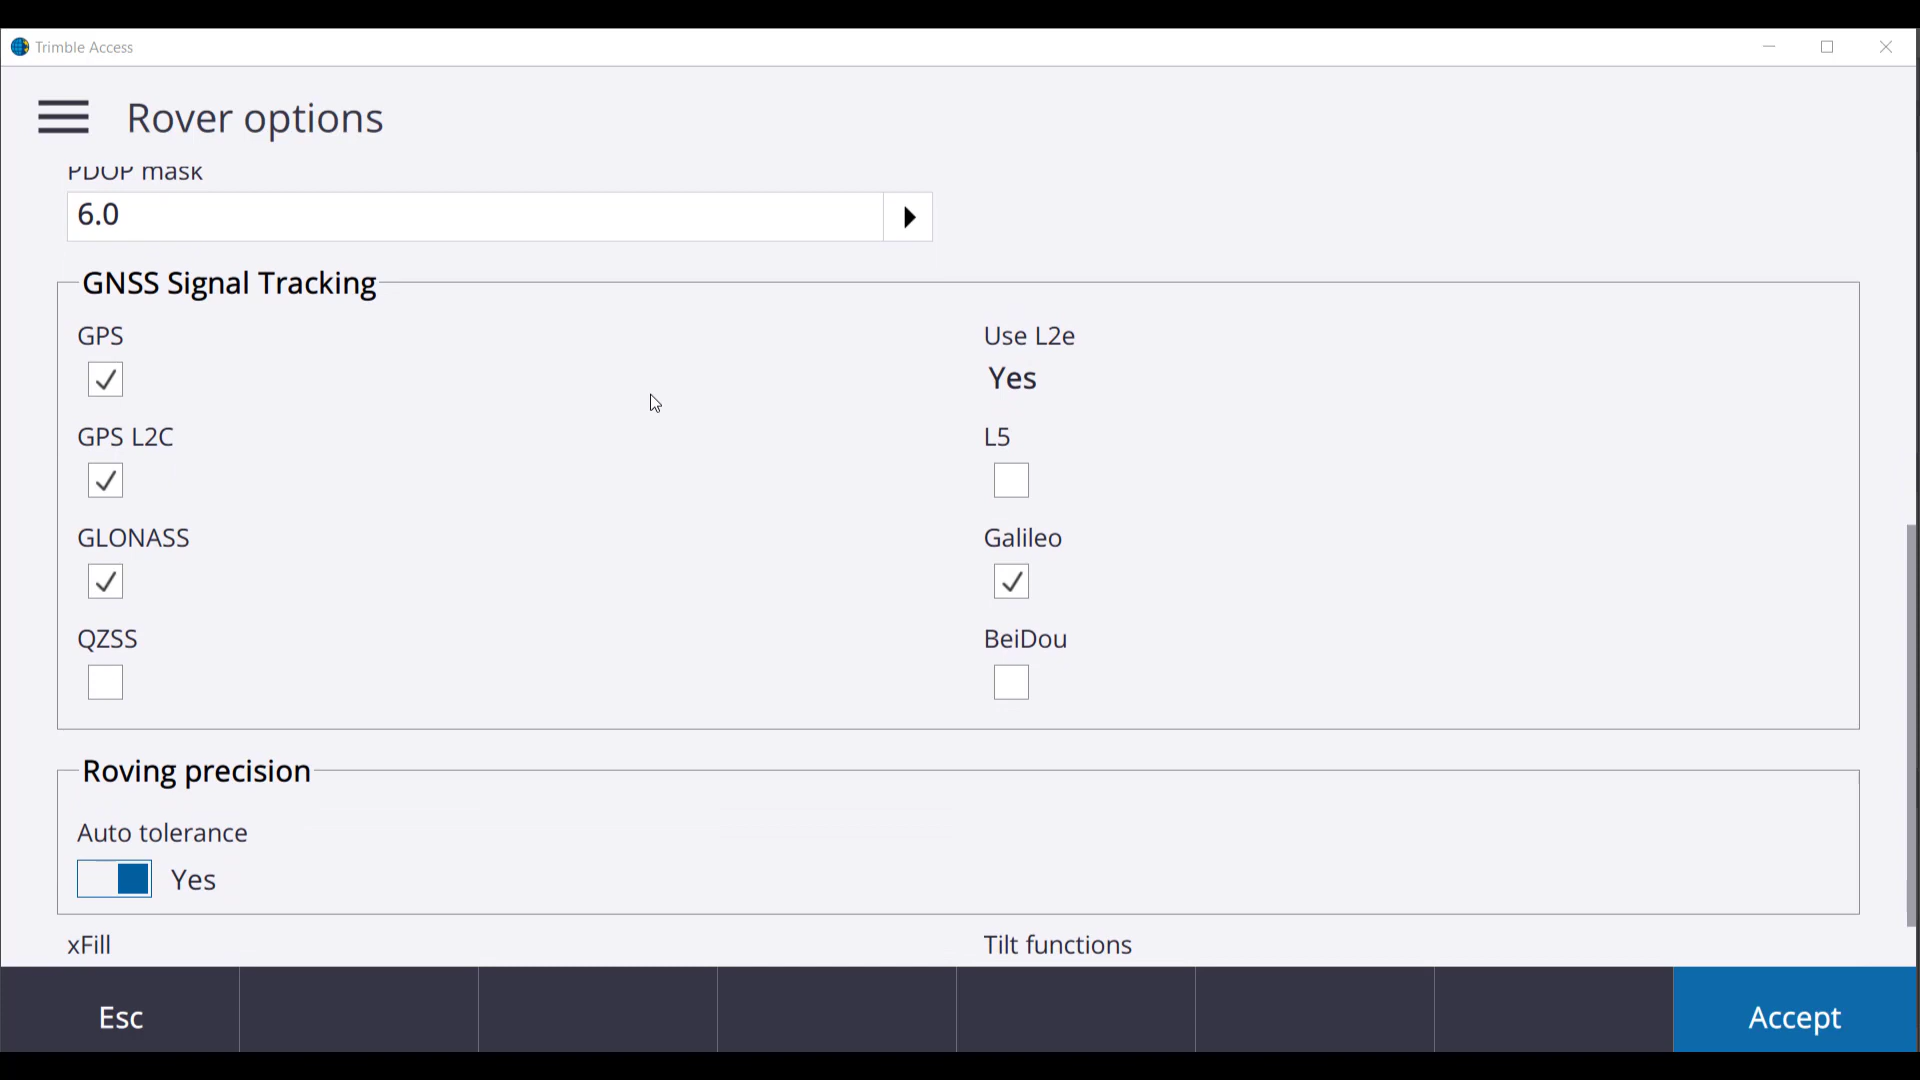 Trimble Access
Rover options
PDOP mask
6.0
GNSS Signal Tracking
GPS
Use L2e
Yes
GPS L2C
L5
GLONASS
Galileo
QZSS
BeiDou
Roving precision
Auto tolerance
Yes
xFill
Tilt functions
Esc
Accept